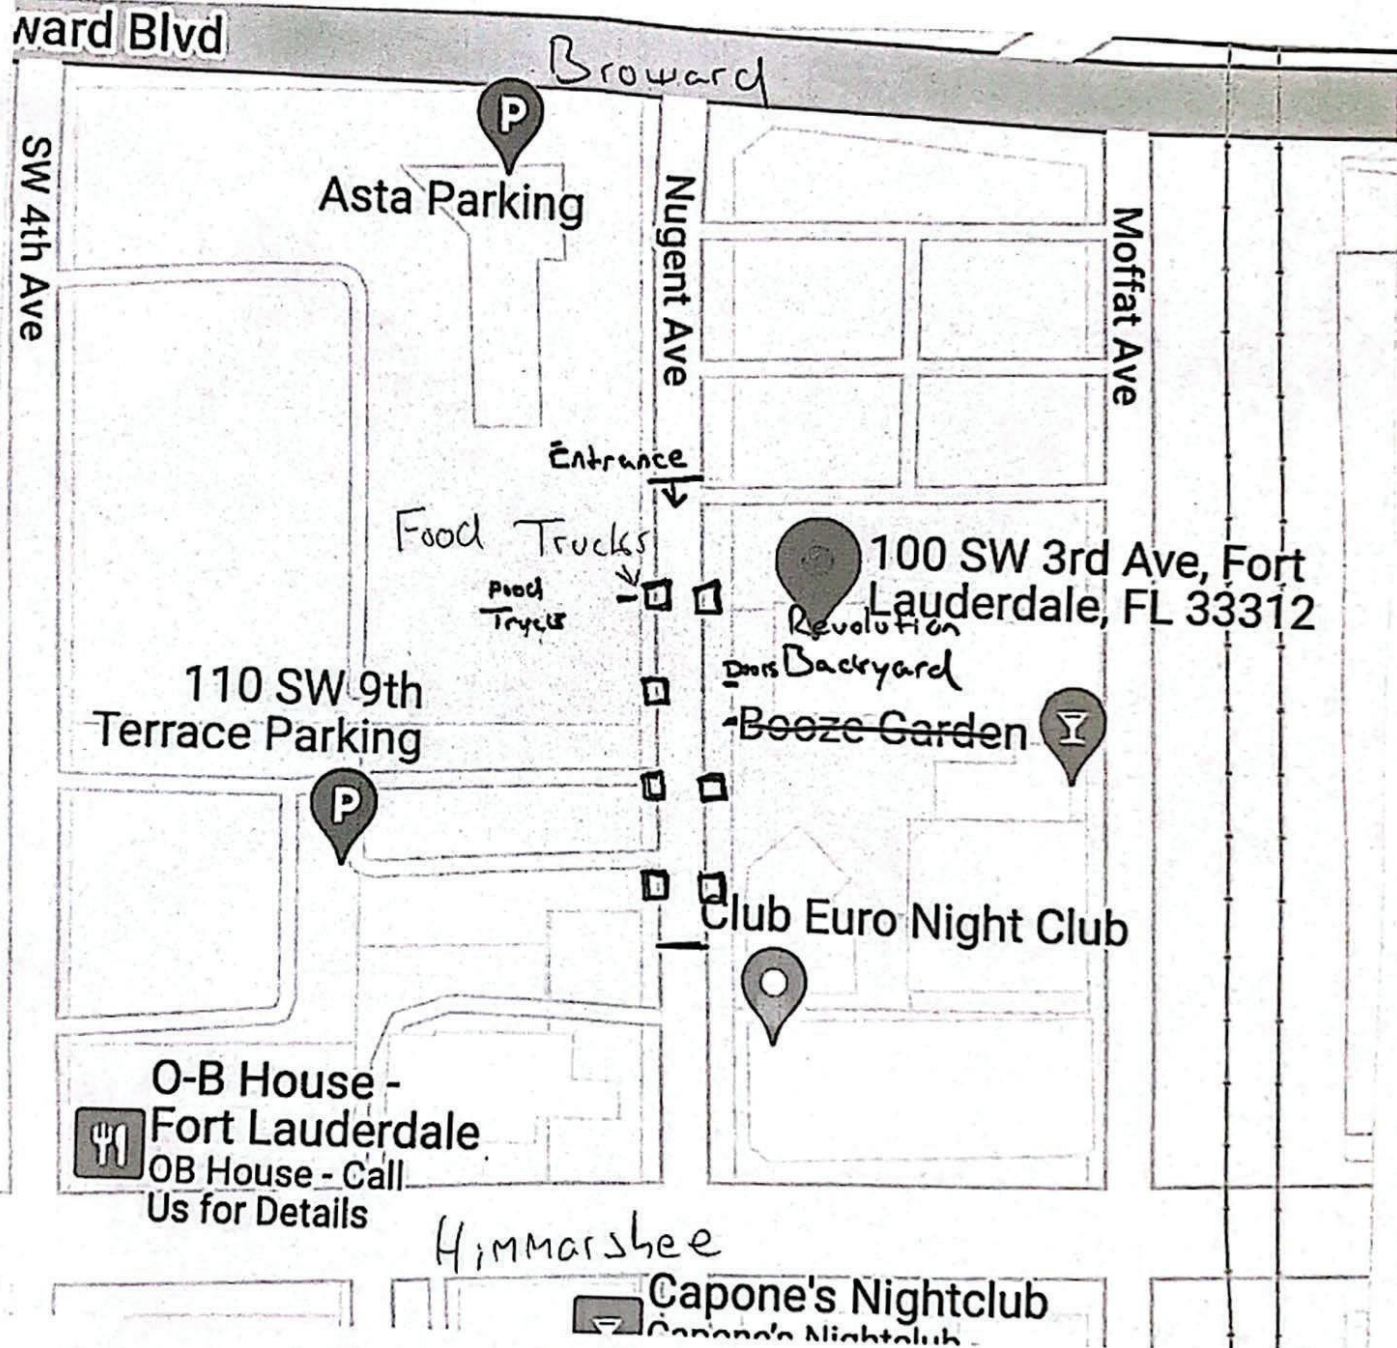 ward Blvd
Broward
SW 4th Ave
P
Asta Parking
Nugent Ave
Moffat Ave
Entrance
Food Trucks
Food
Trucks
100 SW 3rd Ave, Fort
Lauderdale, FL 33312
Revolution
Doors Backyard
Booze Garden
110 SW 9th
Terrace Parking
P
Club Euro Night Club
O-B House -
Fort Lauderdale
OB House - Call
Us for Details
Himmarshee
Capone's Nightclub
Capone's Nightclub